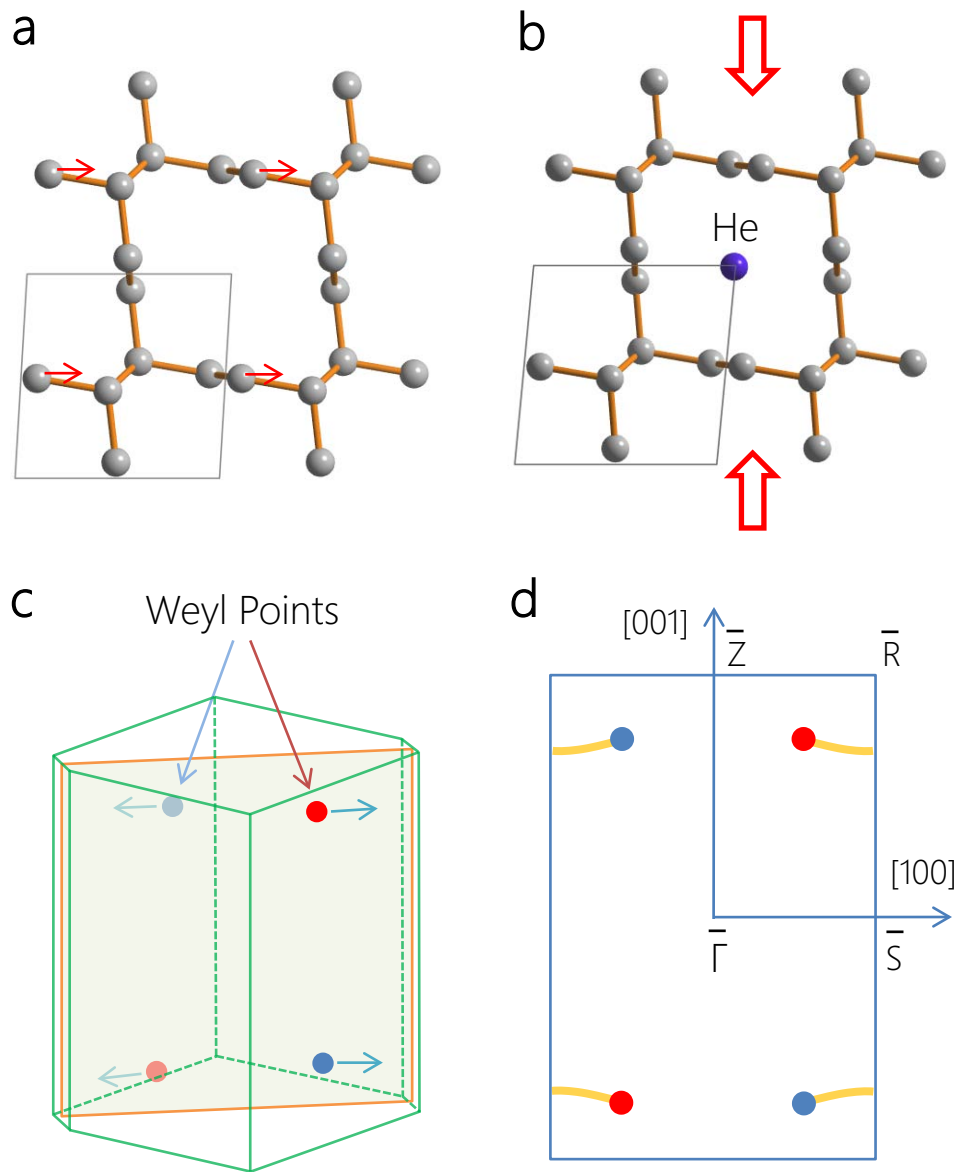 a
b
He
c
Weyl Points
d
[001]
Z̅
R̅
[100]
Γ̅
S̅